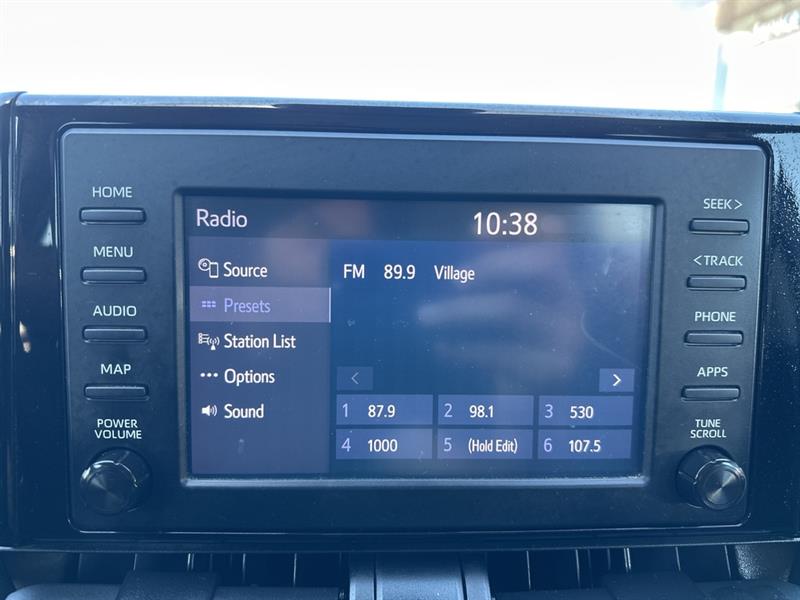 HOME
MENU
AUDIO
MAP
POWER
VOLUME
Radio
10:38
Source
Presets
Station List
Options
Sound
FM 89.9 Village
< >
1 87.9 2 98.1 3 530
4 1000 5 (Hold Edit) 6 107.5
SEEK >
< TRACK
PHONE
APPS
TUNE
SCROLL